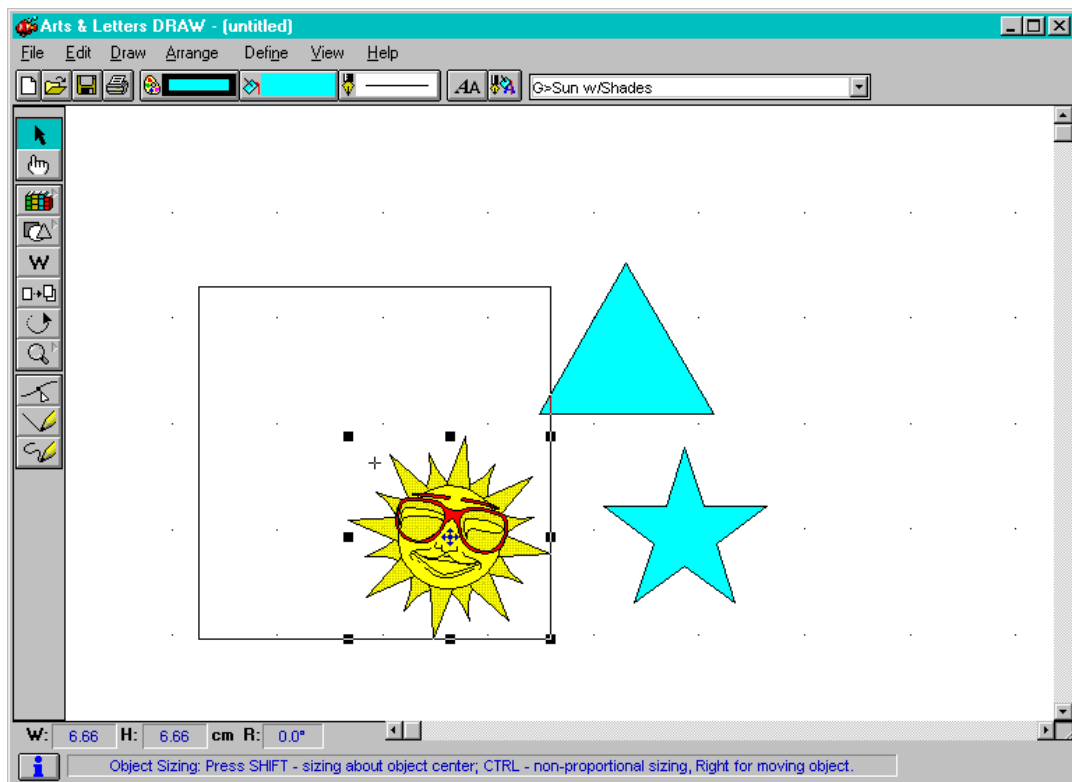 Arts & Letters DRAW - (untitled)
File Edit Draw Arrange Define View Help
AA A G>Sun w/Shades
W
W: 6.66 H: 6.66 cm R: 0.0°
i Object Sizing: Press SHIFT - sizing about object center; CTRL - non-proportional sizing, Right for moving object.